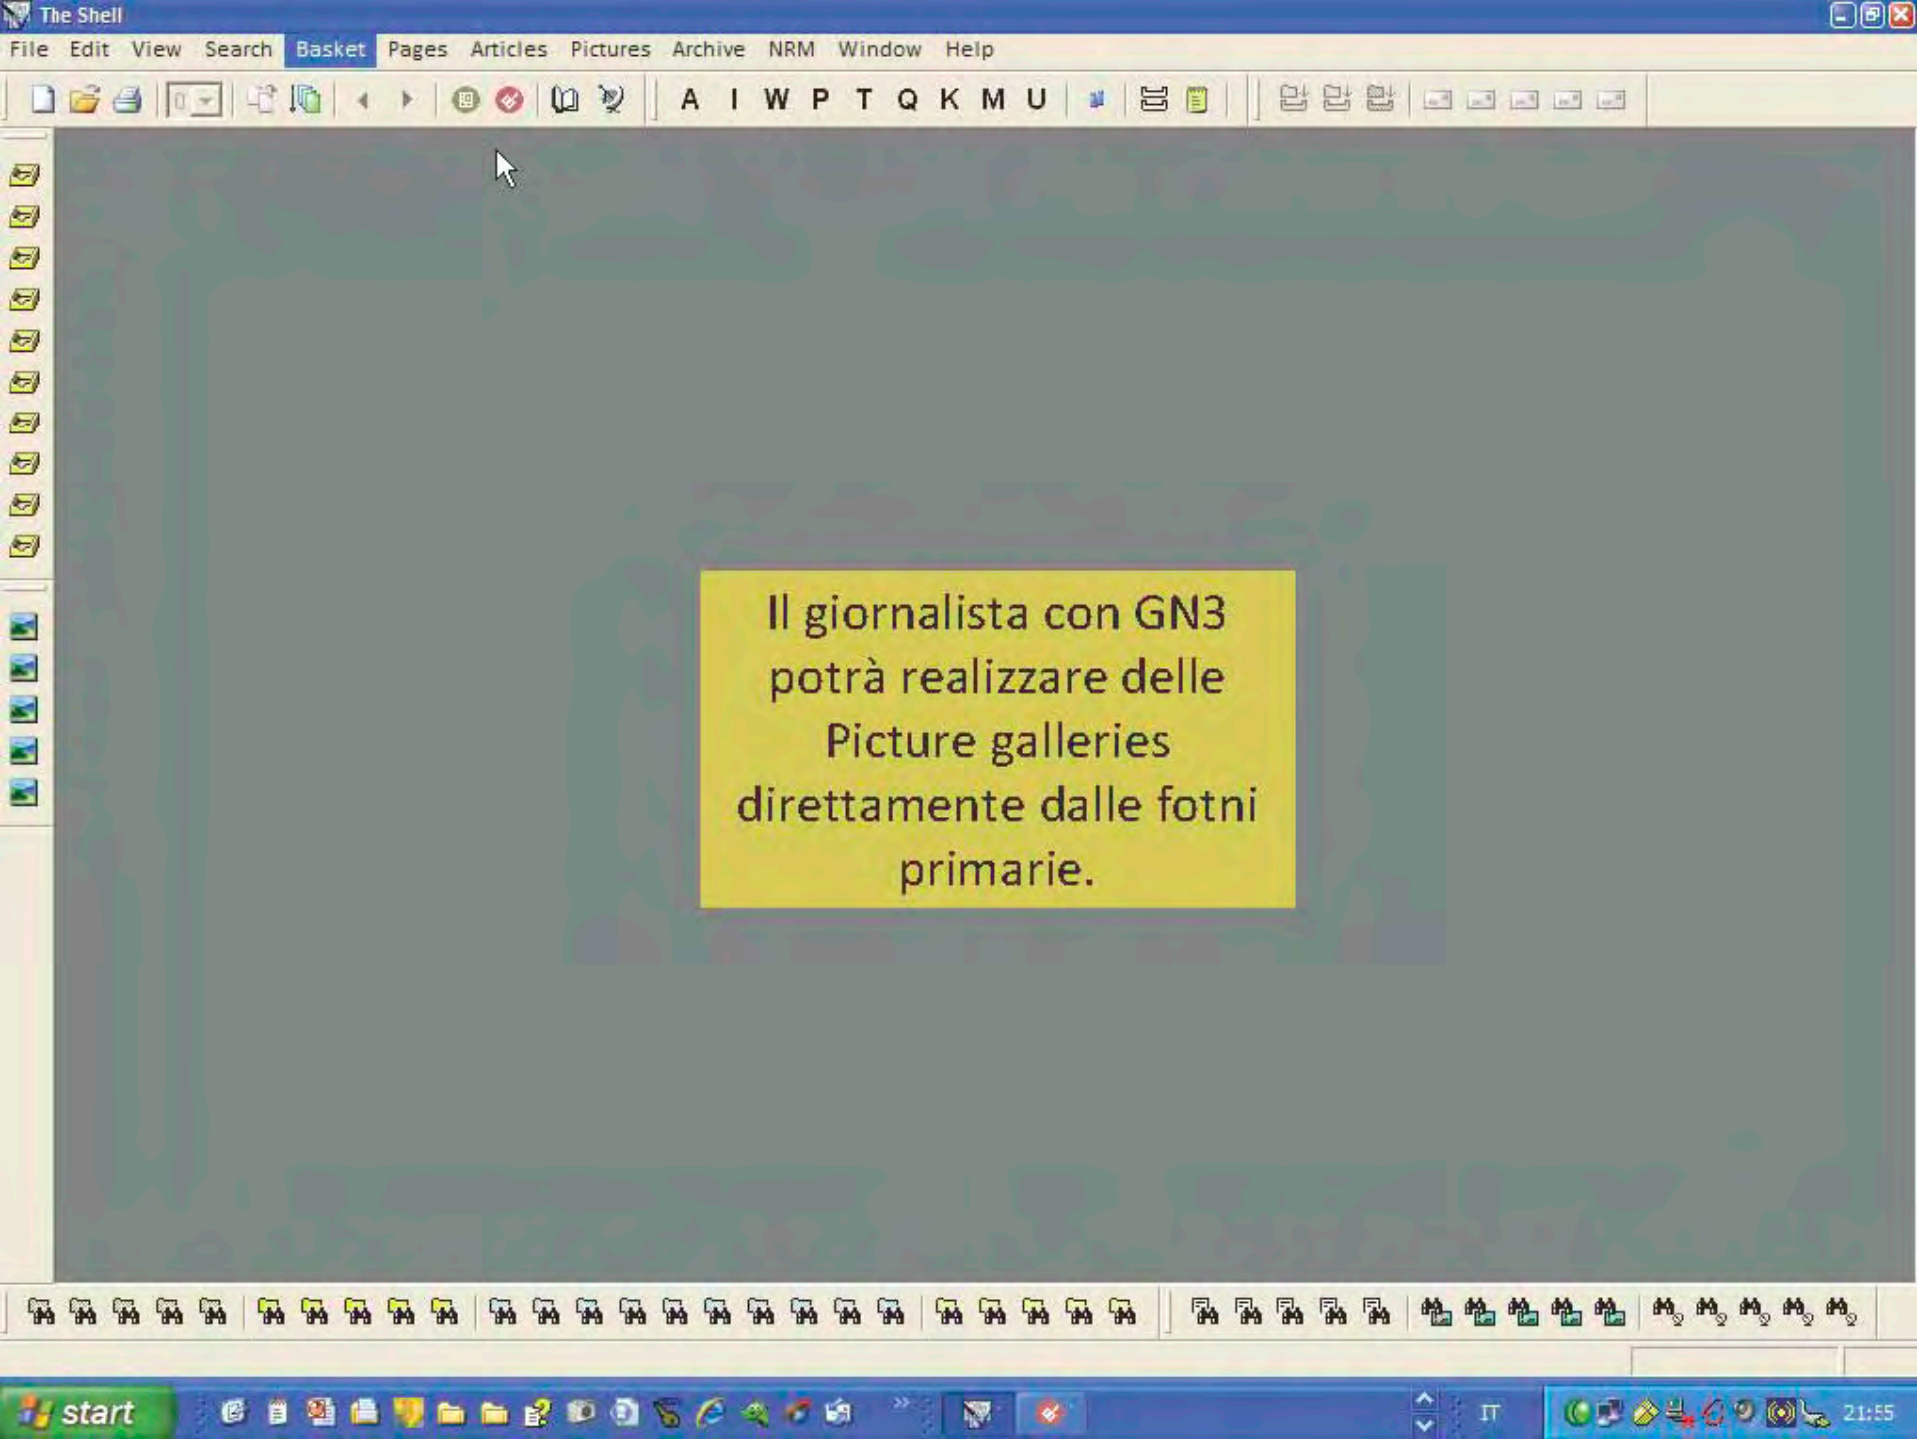 The Shell
File Edit View Search Basket Pages Articles Pictures Archive NRM Window Help
A I W P T Q K M U
Il giornalista con GN3
potrà realizzare delle
Picture galleries
direttamente dalle fotni
primarie.
start
IT
21:55